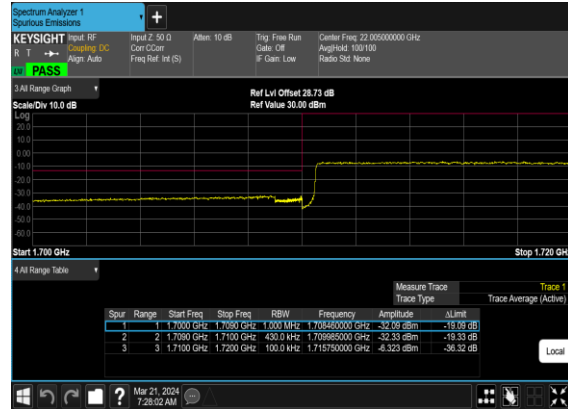 Spectrum Analyzer 1
Spurious Emissions
KEYSIGHT Input: RF Input Z: 50 Ω Atten: 10 dB Trig: Free Run Center Freq: 22.005000000 GHz
R T Coupling: DC Corr CCorr Gate: Off Avg|Hold: 100/100
Align: Auto Freq Ref: Int (S) IF Gain: Low Radio Std: None
PASS
3 All Range Graph Ref Lvl Offset 28.73 dB
Scale/Div 10.0 dB Ref Value 30.00 dBm
Log
20.0
10.0
0.00
-10.0
-20.0
-30.0
-40.0
-50.0
-60.0
Start 1.700 GHz Stop 1.720 GHz
4 All Range Table
Measure Trace Trace 1
Trace Type Trace Average (Active)
Spur Range Start Freq Stop Freq RBW Frequency Amplitude ΔLimit
1 1 1.7000 GHz 1.7090 GHz 1.000 MHz 1.708460000 GHz -32.09 dBm -19.09 dB
2 2 1.7090 GHz 1.7100 GHz 430.0 kHz 1.709985000 GHz -32.33 dBm -19.33 dB
3 3 1.7100 GHz 1.7200 GHz 100.0 kHz 1.715750000 GHz -6.323 dBm -36.32 dB
Local
Mar 21, 2024
7:28:02 AM